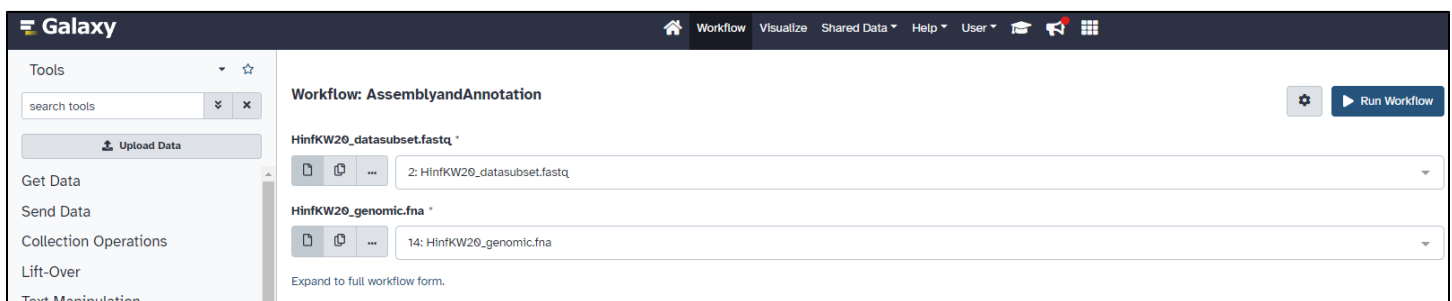 Galaxy
Workflow Visualize Shared Data Help User
Tools
search tools
Upload Data
Get Data
Send Data
Collection Operations
Lift-Over
Text Manipulation
Workflow: AssemblyandAnnotation
Run Workflow
HinfKW20_datasubset.fastq *
... 2: HinfKW20_datasubset.fastq
HinfKW20_genomic.fna *
... 14: HinfKW20_genomic.fna
Expand to full workflow form.